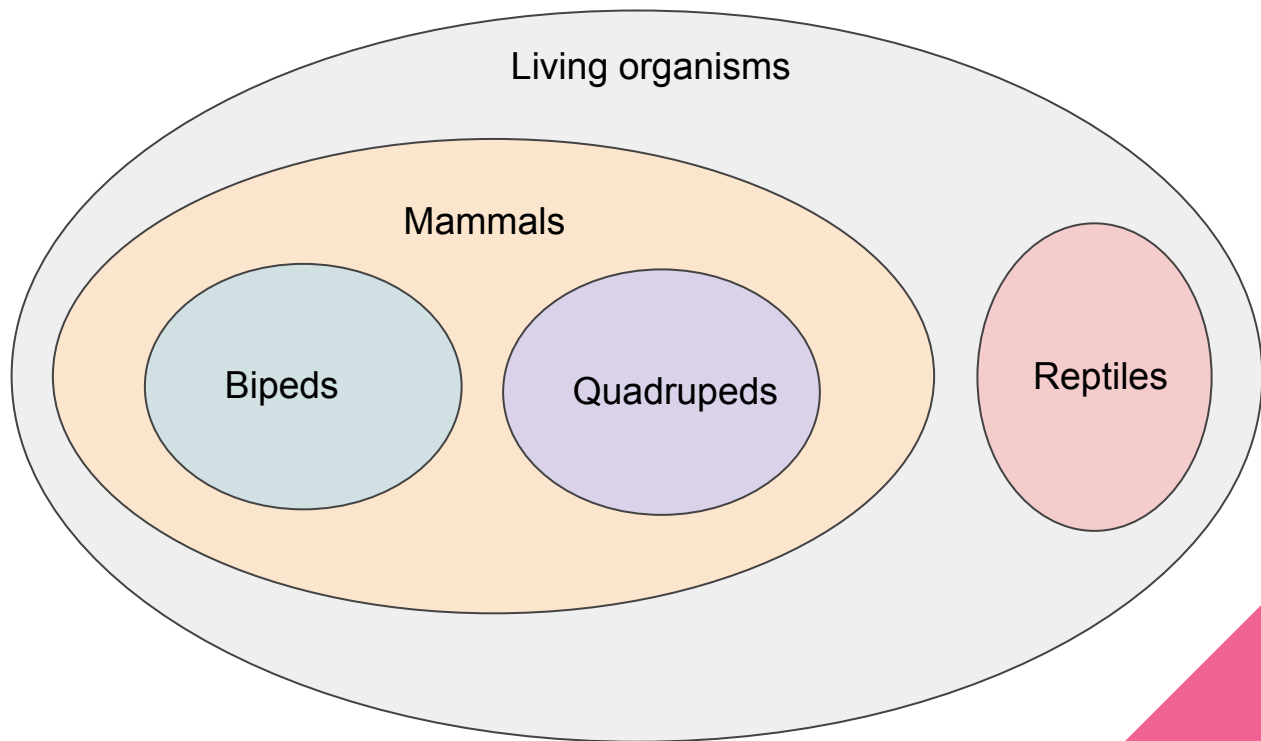 Living organisms
Mammals
Bipeds
Quadrupeds
Reptiles